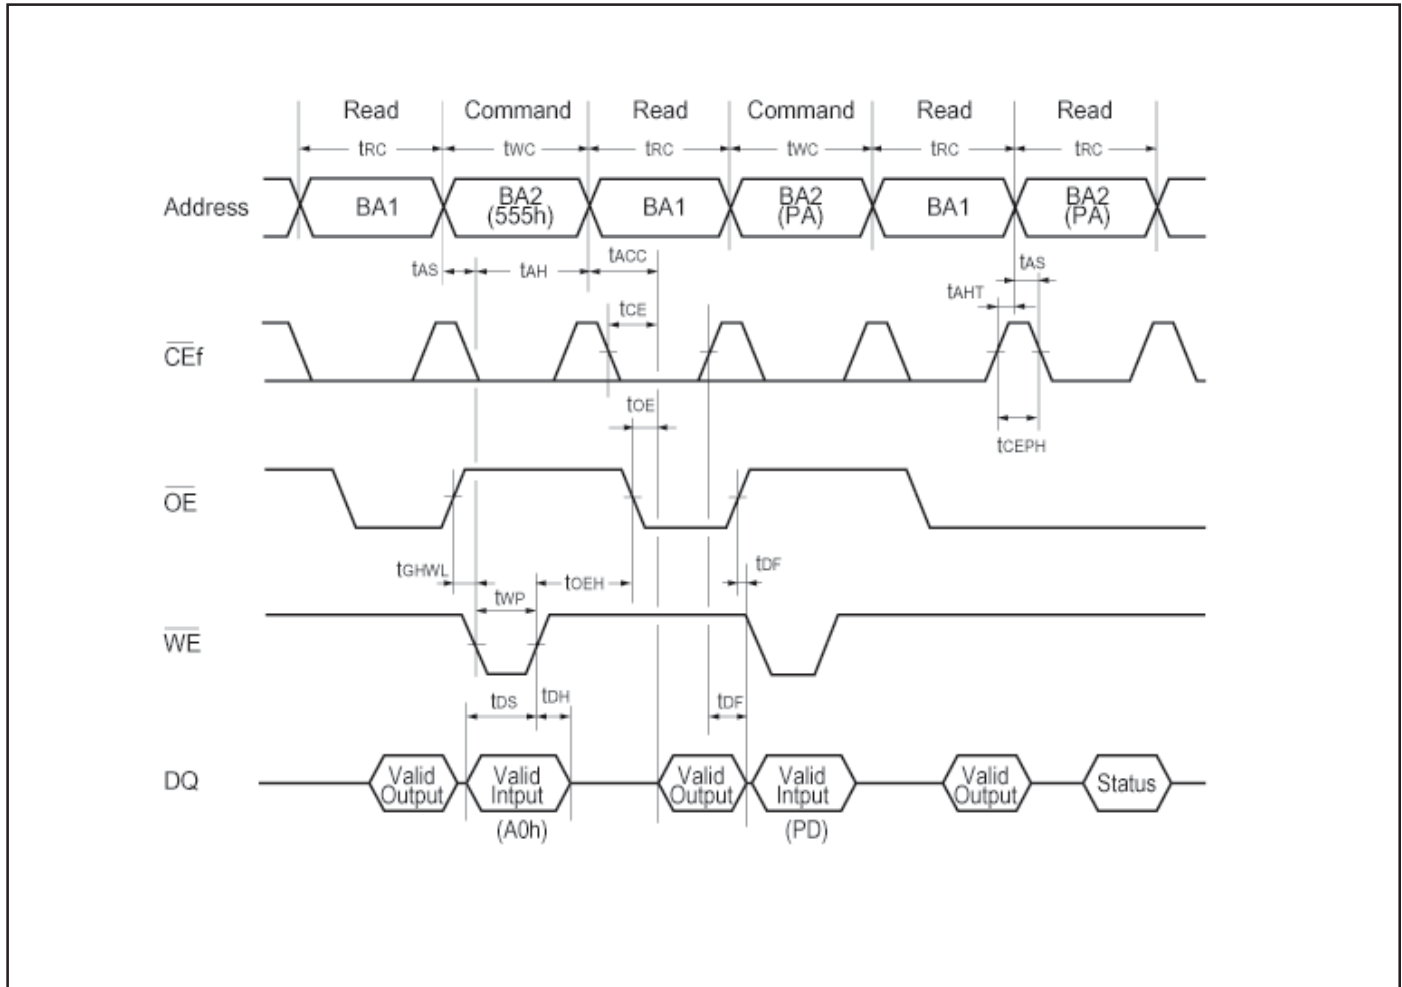 Read Command Read Command Read Read
tRC tWC tRC tWC tRC tRC
Address BA1 BA2 (555h) BA1 BA2 (PA) BA1 BA2 (PA)
tAS tAH tACC tAS
tAHT
tCE
CEf
tOE
tCEPH
OE
tGHWL tWP tOEH tDF
WE
tDS tDH tDF
DQ Valid Output Valid Intput Valid Output Valid Intput Valid Output Status
(A0h) (PD)